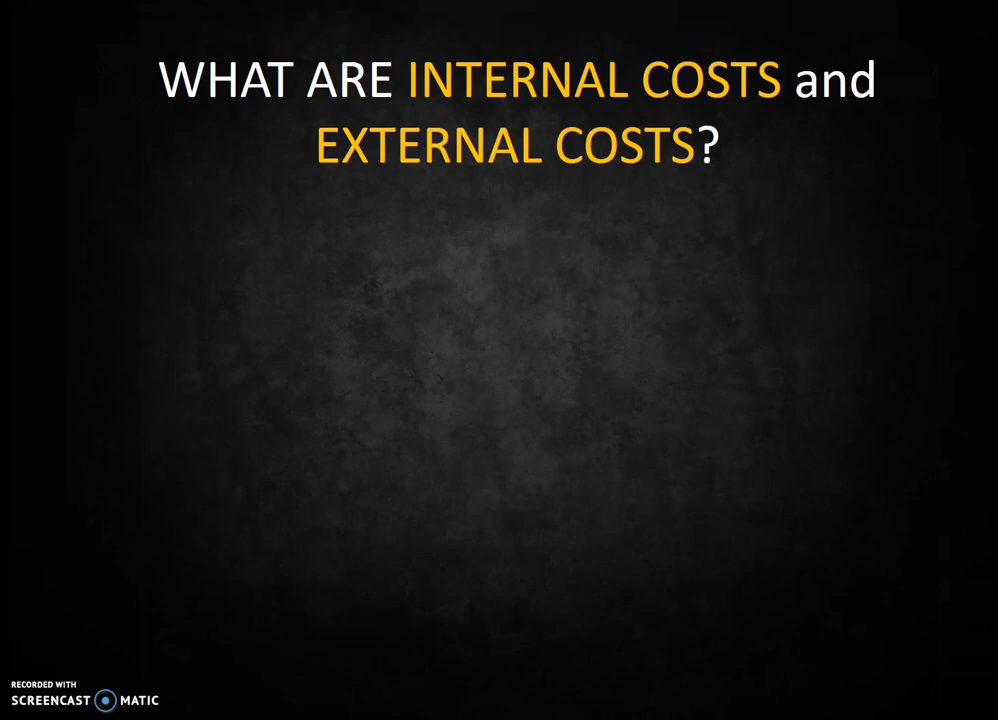 WHAT ARE INTERNAL COSTS and
EXTERNAL COSTS?
RECORDED WITH
SCREENCAST MATIC